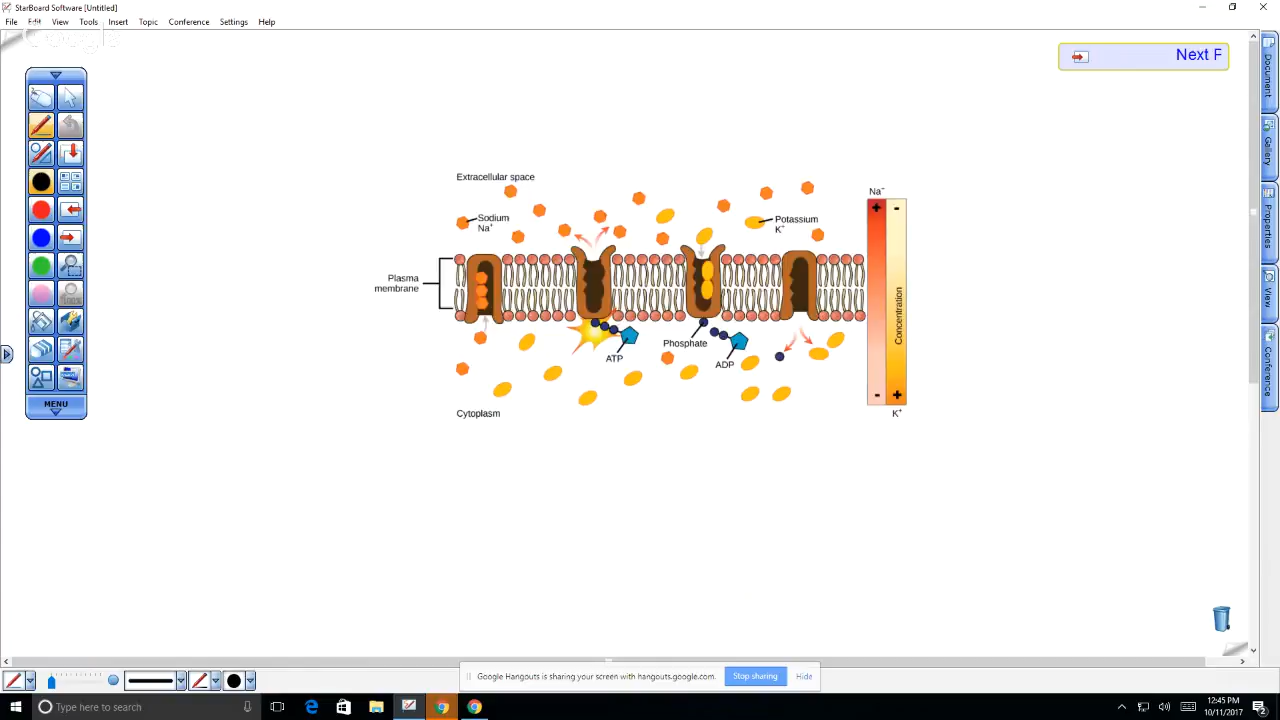 StarBoard Software [Untitled]
File Edit View Tools Insert Topic Conference Settings Help
Next F
Document
Gallery
Properties
View
Conference
MENU
Extracellular space
Sodium
Na+
Potassium
K+
Plasma
membrane
ATP
Phosphate
ADP
Cytoplasm
Na+
+ -
Concentration
- +
K+
Google Hangouts is sharing your screen with hangouts.google.com.
Stop sharing
Hide
Type here to search
12:45 PM
10/11/2017
2